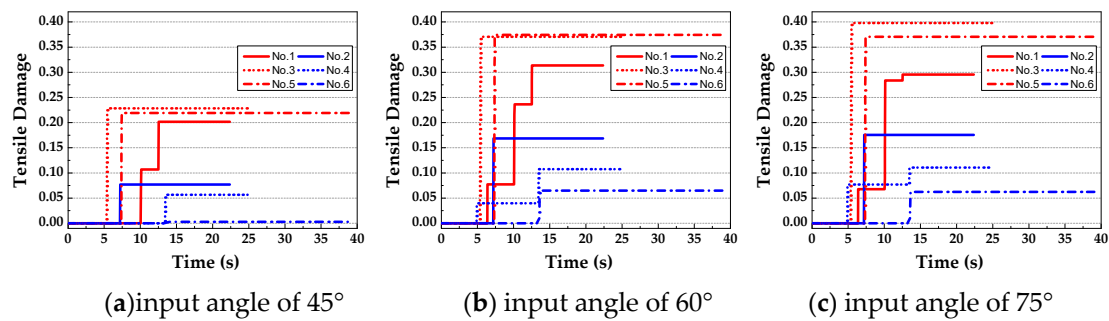 (a)
0.40
0.35
0.30
0.25
0.20
0.15
0.10
0.05
0.00
Tensile Damage
No.1 No.2
No.3 No.4
No.5 No.6
0 5 10 15 20 25 30 35 40
Time (s)
(a)input angle of 45°
(b)
0.40
0.35
0.30
0.25
0.20
0.15
0.10
0.05
0.00
Tensile Damage
No.1 No.2
No.3 No.4
No.5 No.6
0 5 10 15 20 25 30 35 40
Time (s)
(b) input angle of 60°
(c)
0.40
0.35
0.30
0.25
0.20
0.15
0.10
0.05
0.00
Tensile Damage
No.1 No.2
No.3 No.4
No.5 No.6
0 5 10 15 20 25 30 35 40
Time (s)
(c) input angle of 75°